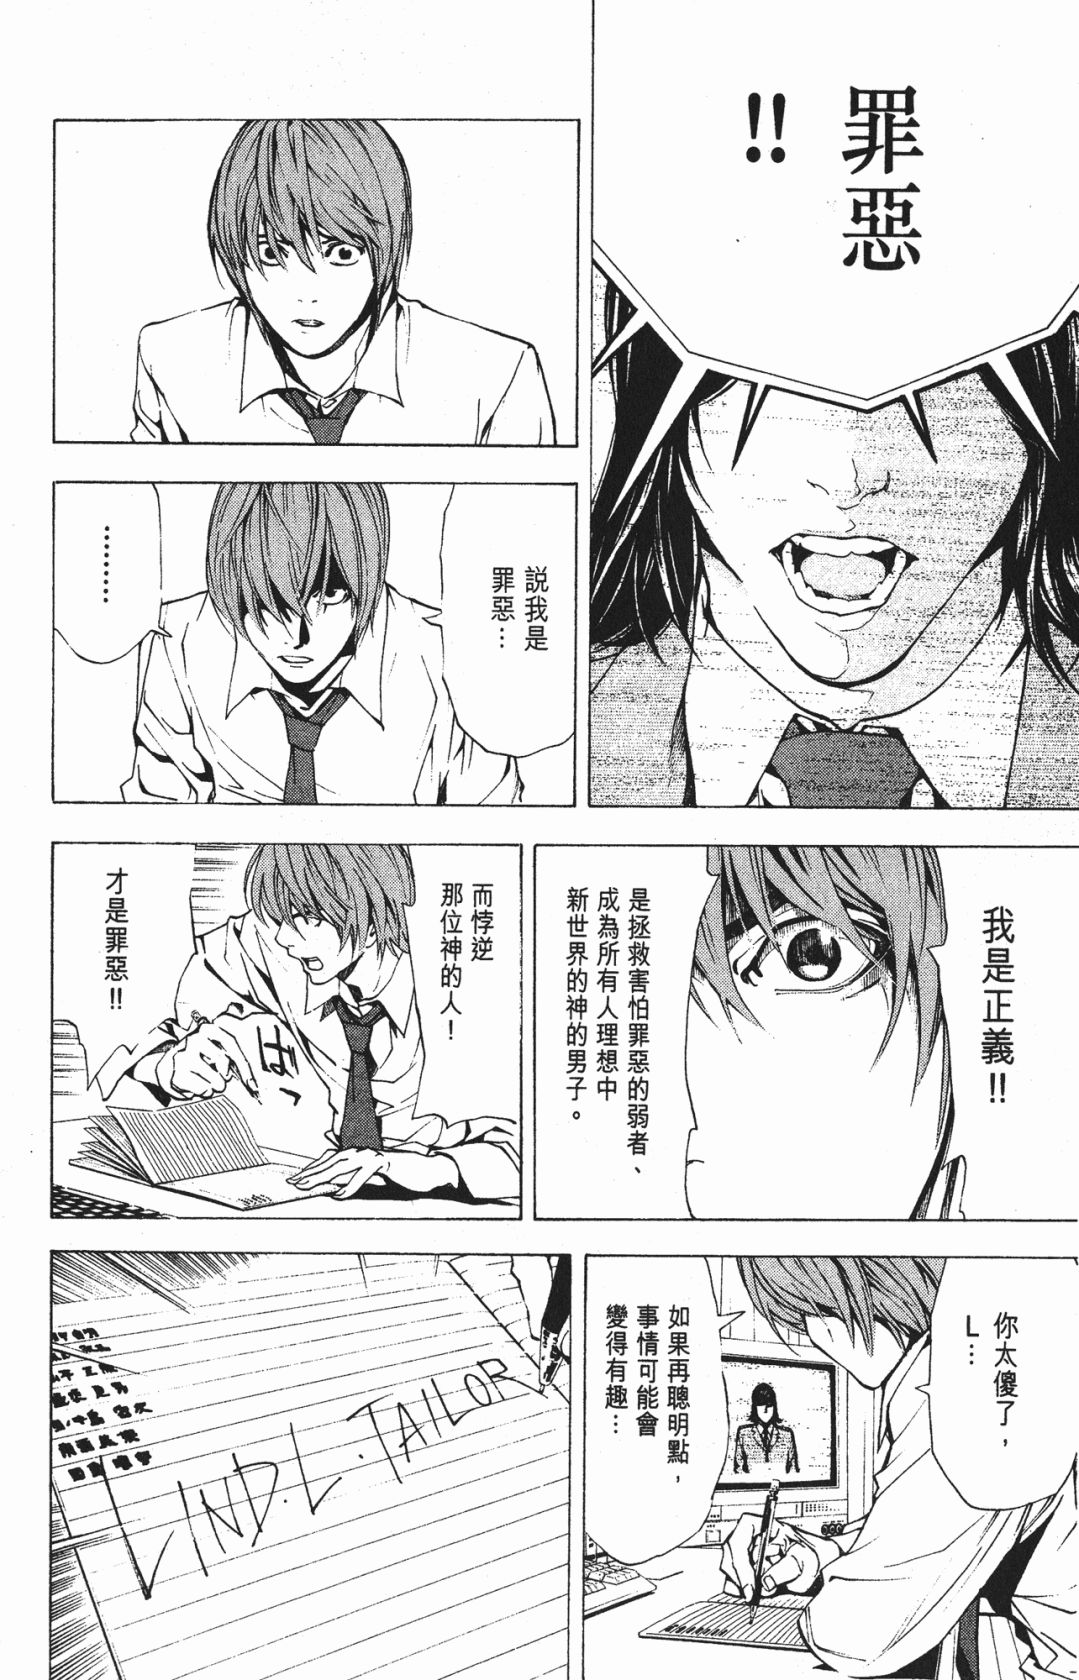 罪惡
!!
說我是
罪惡…
………
我是正義!!
是拯救害怕罪惡的弱者、
成為所有人理想中
新世界的神的男子。
而悖逆
那位神的人!
才是罪惡!!
ばっ
你太傻了，
L…
如果再聰明點，
事情可能會
變得有趣…
LIND.L.TAILOR